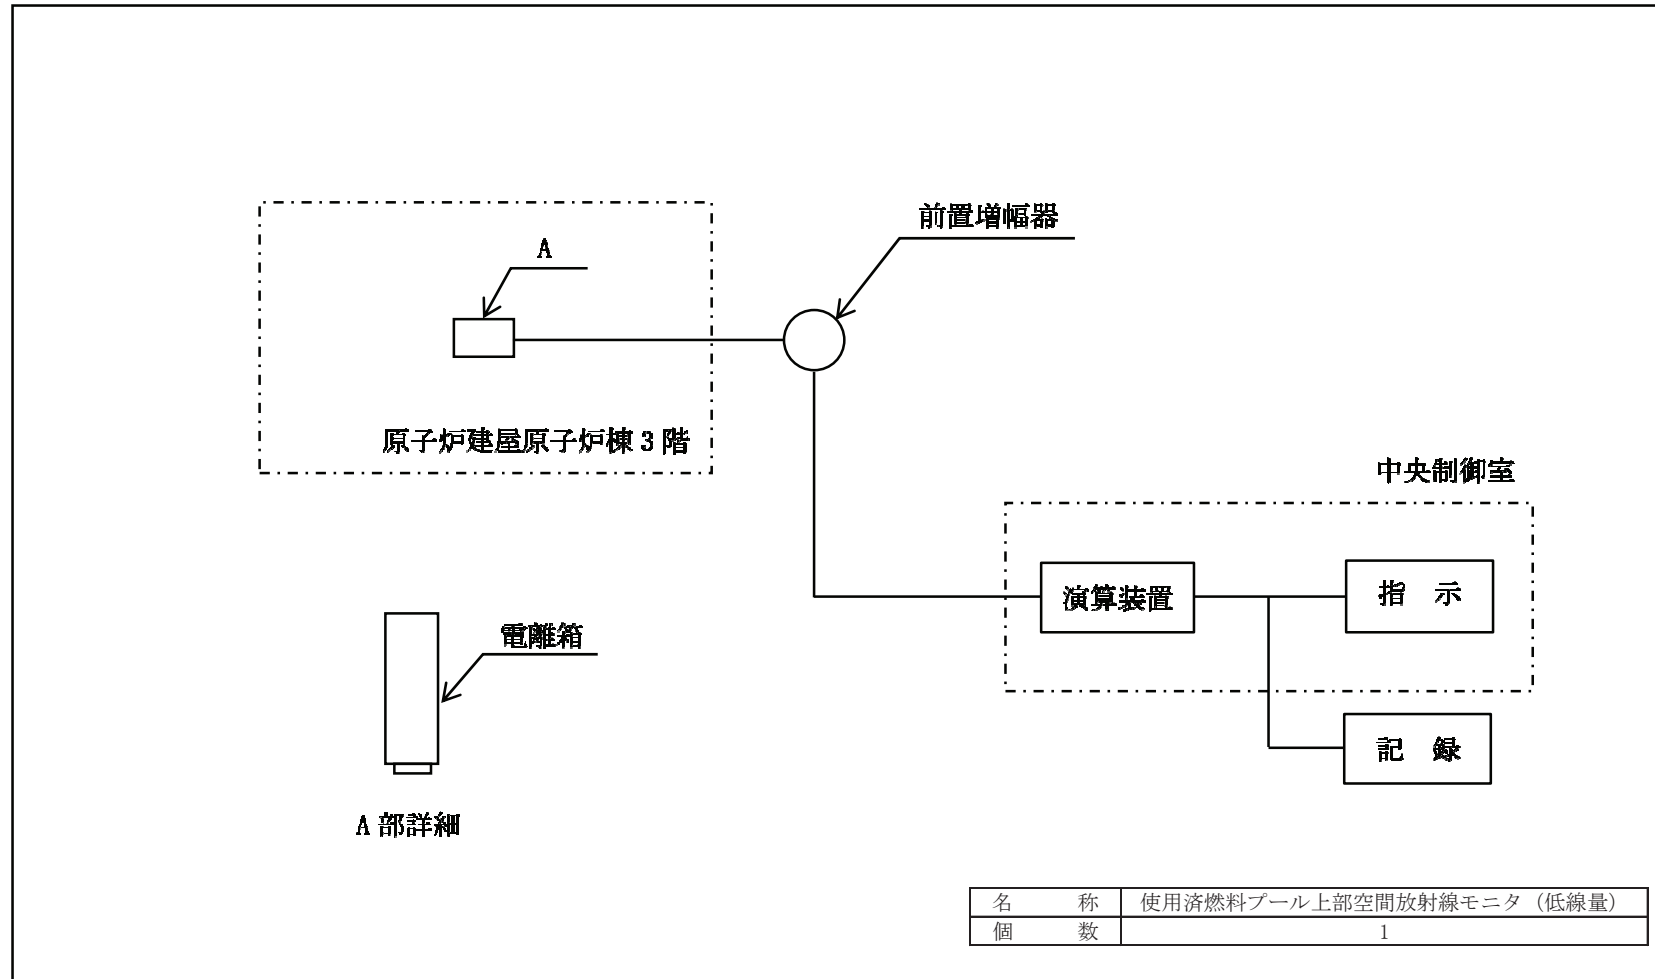 前置増幅器
A
原子炉建屋原子炉棟3階
中央制御室
演算装置
指　示
電離箱
記　録
A部詳細
名　称　使用済燃料プール上部空間放射線モニタ（低線量）
個　数　1